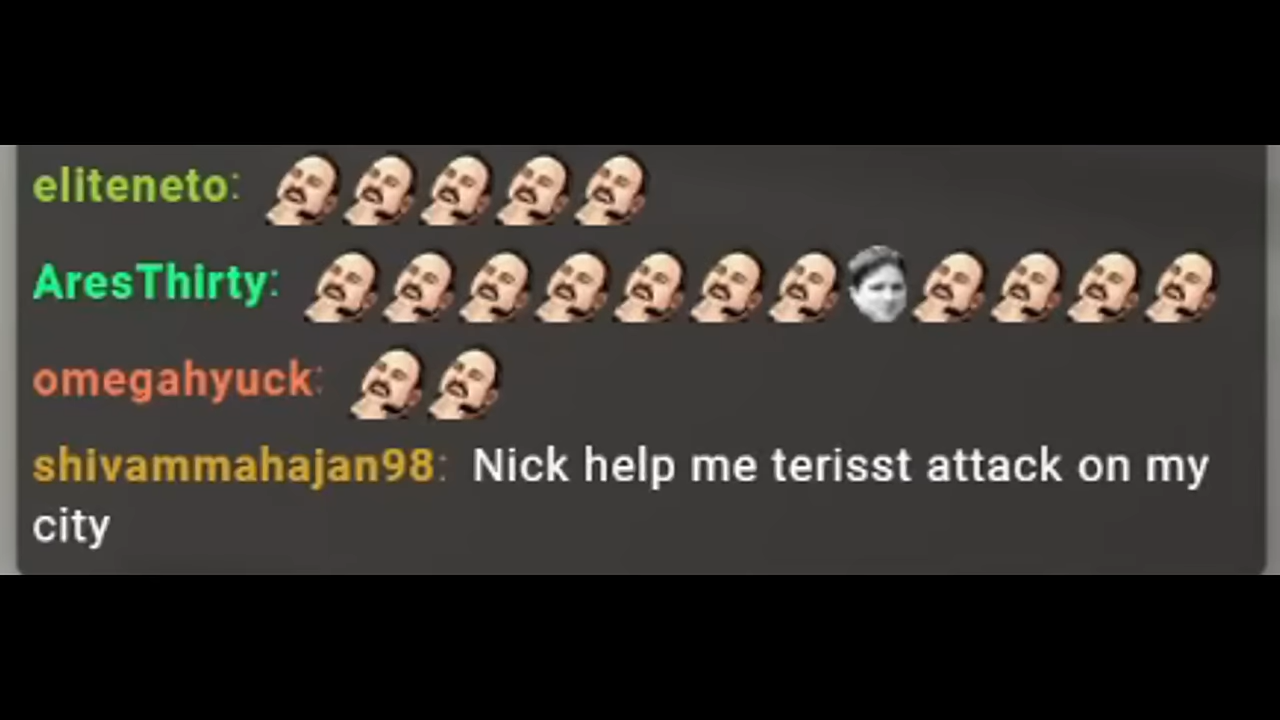 eliteneto:
AresThirty:
omegahyuck:
shivammahajan98: Nick help me terisst attack on my
city